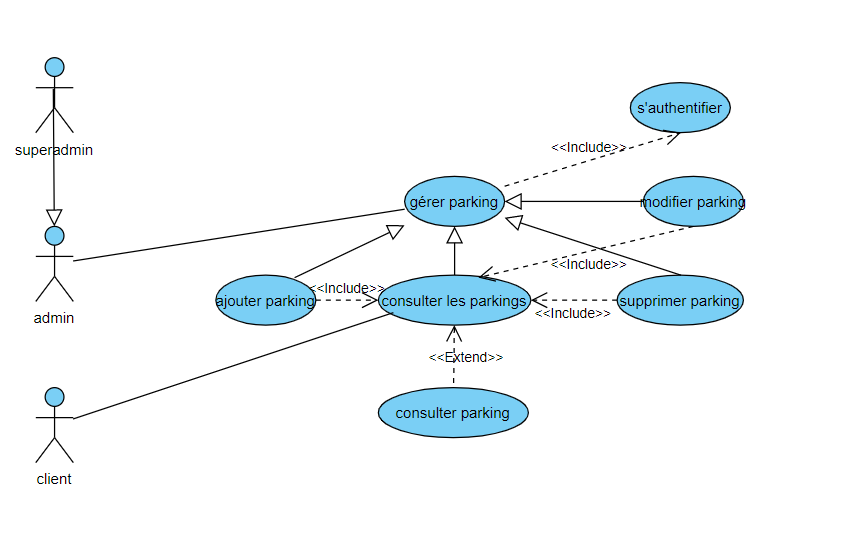 s'authentifier
<<Include>>
superadmin
gérer parking
modifier parking
<<Include>>
<<Include>>
ajouter parking
consulter les parkings
supprimer parking
<<Include>>
admin
<<Extend>>
consulter parking
client